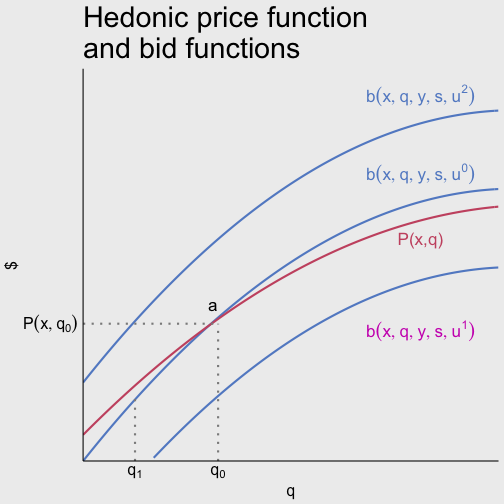 Hedonic price function
and bid functions
b(x, q, y, s, u²)
b(x, q, y, s, u⁰)
P(x,q)
$
a
P(x, q₀)
b(x, q, y, s, u¹)
q₁
q₀
q